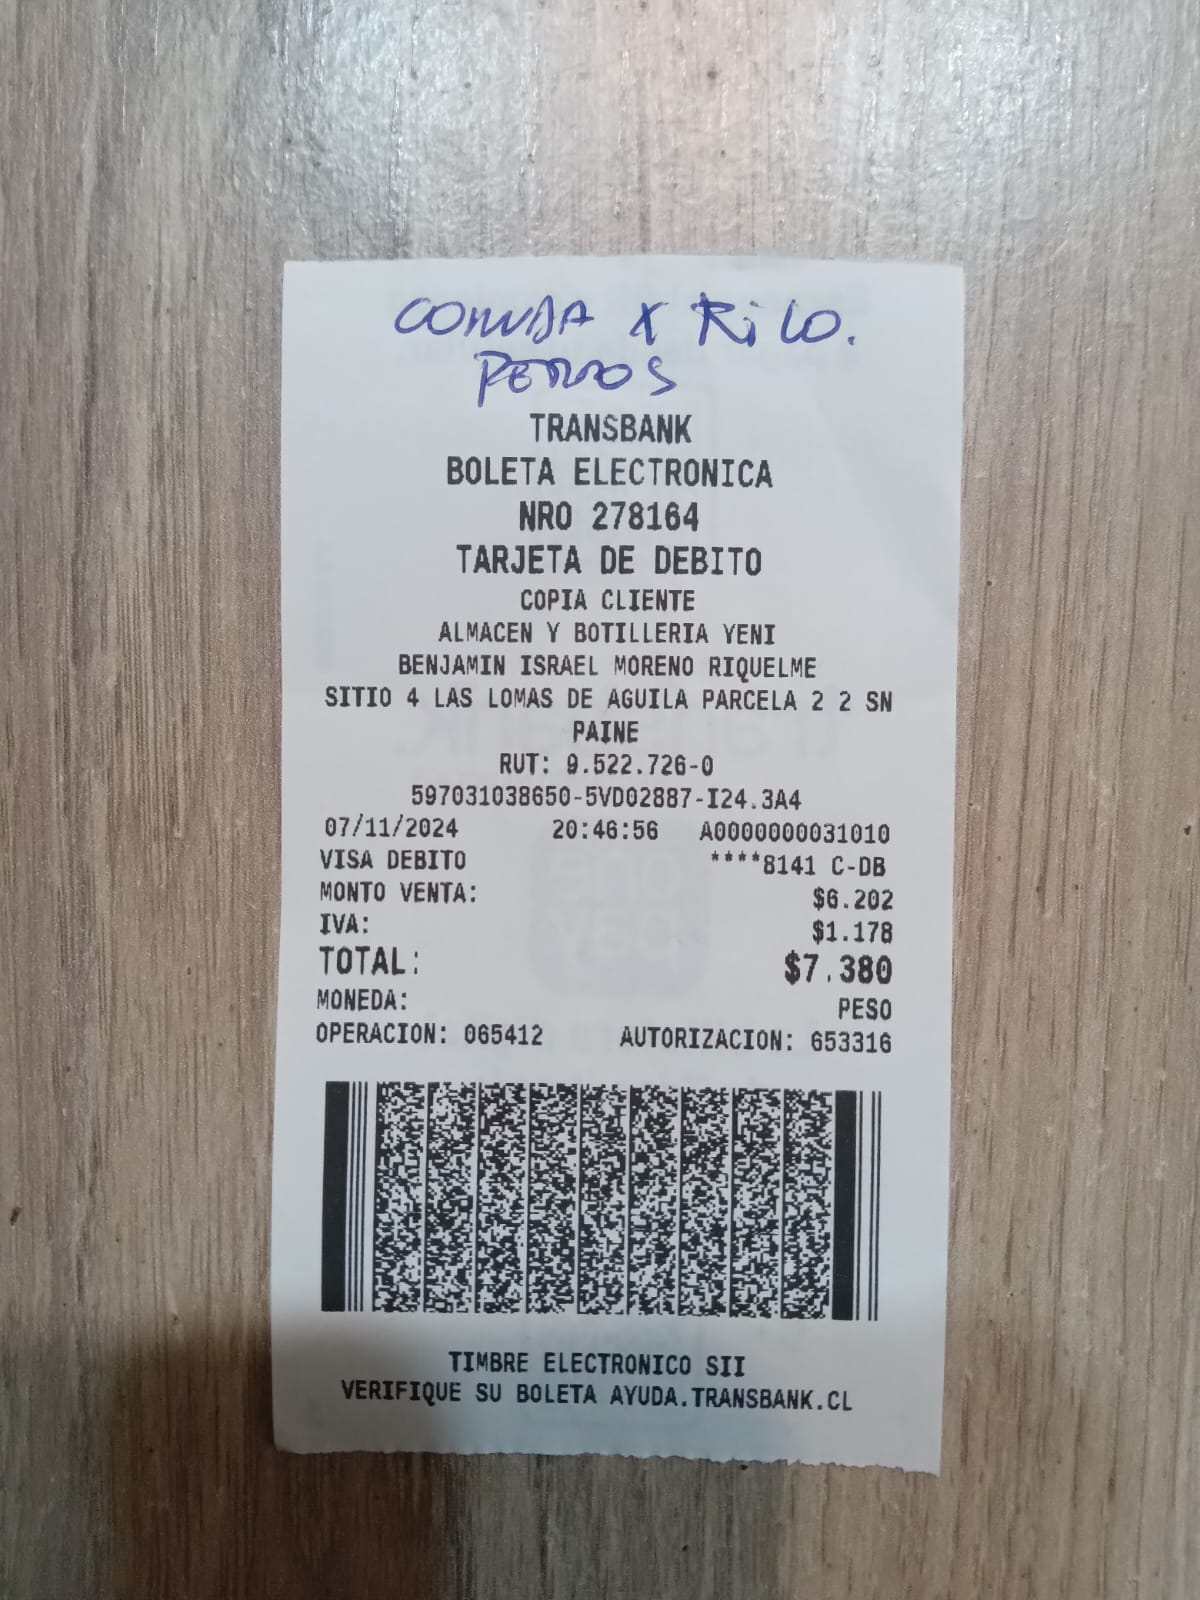 COMIDA X KiLO.
PERROS
TRANSBANK
BOLETA ELECTRONICA
NRO 278164
TARJETA DE DEBITO
COPIA CLIENTE
ALMACEN Y BOTILLERIA YENI
BENJAMIN ISRAEL MORENO RIQUELME
SITIO 4 LAS LOMAS DE AGUILA PARCELA 2 2 SN
PAINE
RUT: 9.522.726-0
597031038650-5VD02887-I24.3A4
07/11/2024 20:46:56 A0000000031010
VISA DEBITO ****8141 C-DB
MONTO VENTA: $6.202
IVA: $1.178
TOTAL: $7.380
MONEDA: PESO
OPERACION: 065412 AUTORIZACION: 653316
TIMBRE ELECTRONICO SII
VERIFIQUE SU BOLETA AYUDA.TRANSBANK.CL